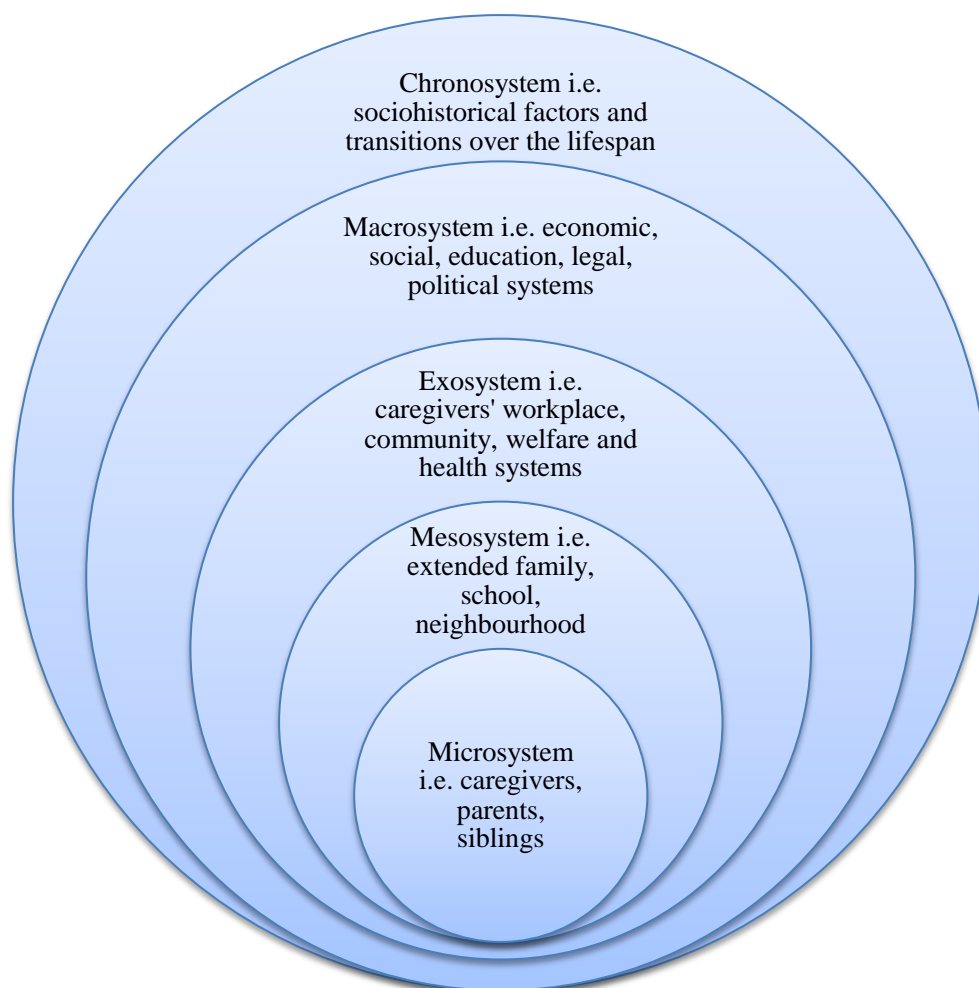 Chronosystem i.e.
sociohistorical factors and
transitions over the lifespan
Macrosystem i.e. economic,
social, education, legal,
political systems
Exosystem i.e.
caregivers' workplace,
community, welfare and
health systems
Mesosystem i.e.
extended family,
school,
neighbourhood
Microsystem
i.e. caregivers,
parents,
siblings